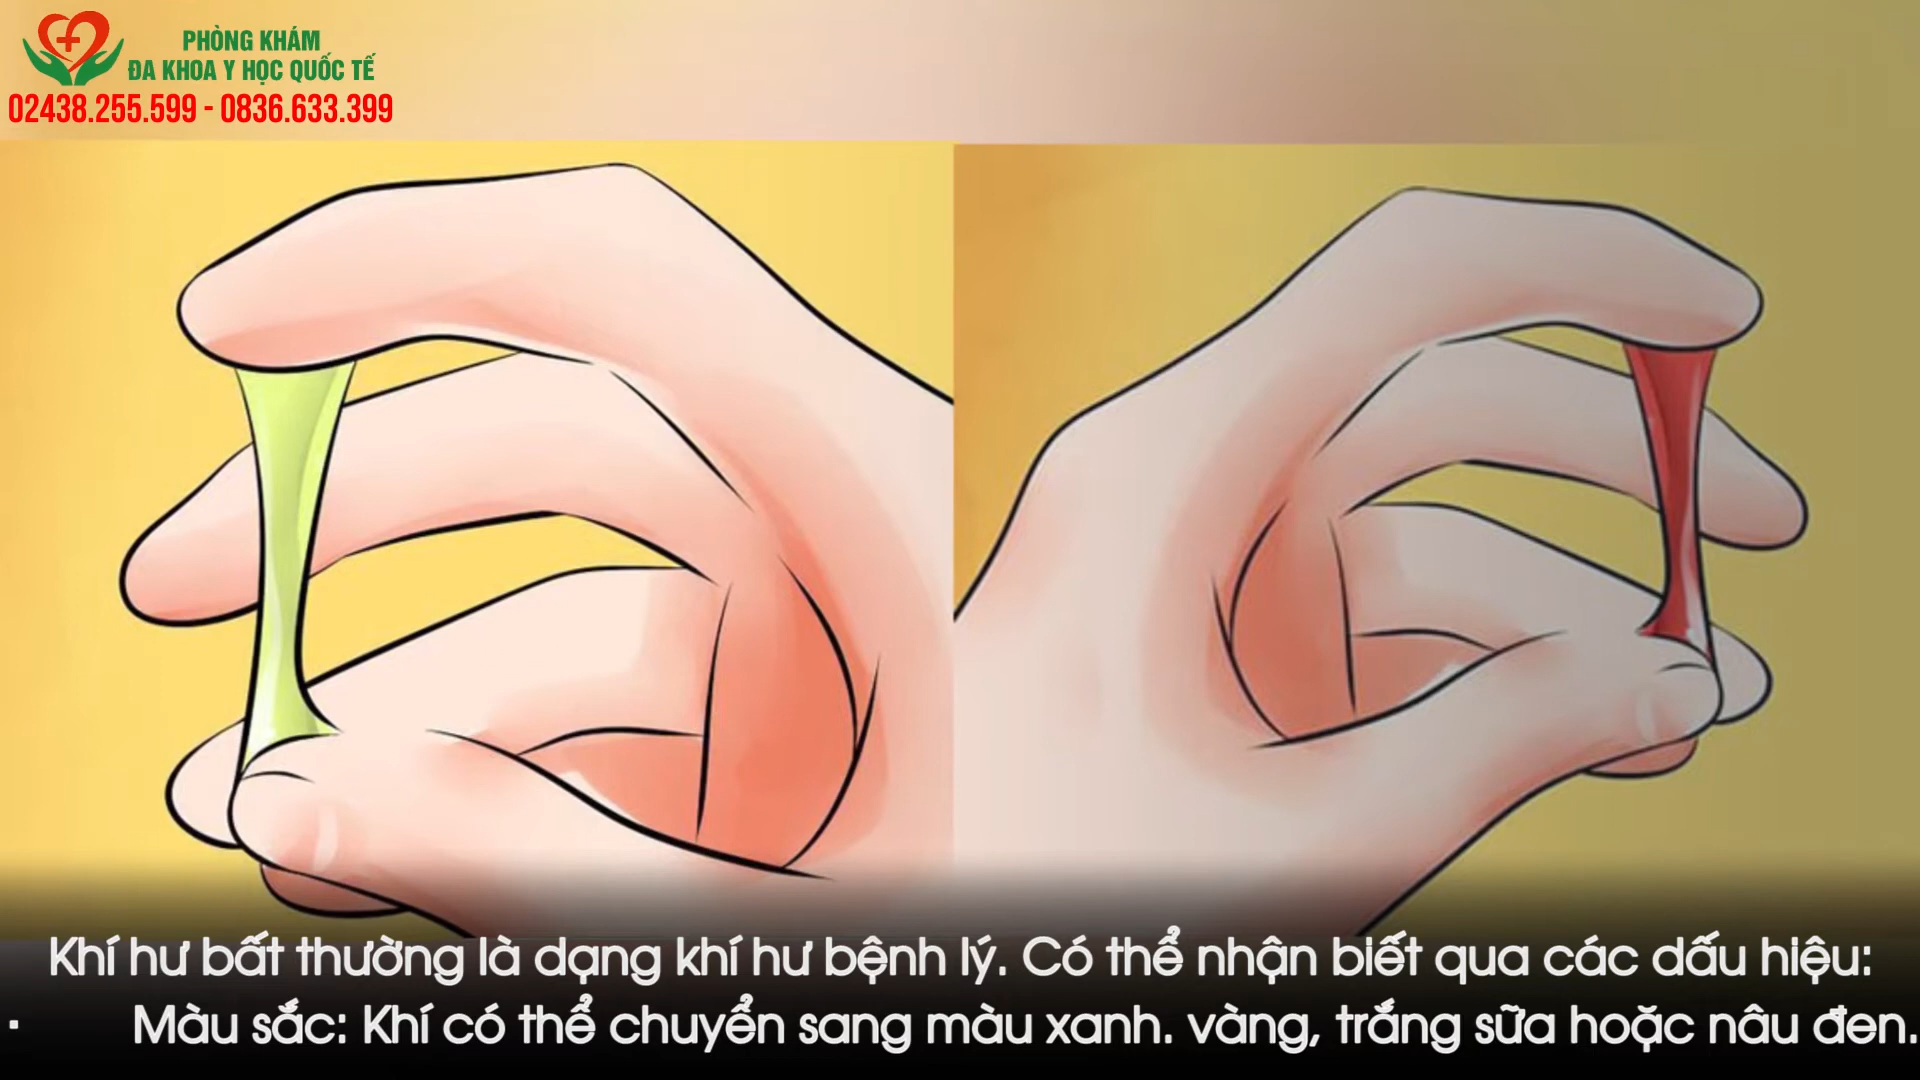 PHÒNG KHÁM
ĐA KHOA Y HỌC QUỐC TẾ
02438.255.599 - 0836.633.399
Khí hư bất thường là dạng khí hư bệnh lý. Có thể nhận biết qua các dấu hiệu:
· Màu sắc: Khí có thể chuyển sang màu xanh. vàng, trắng sữa hoặc nâu đen.